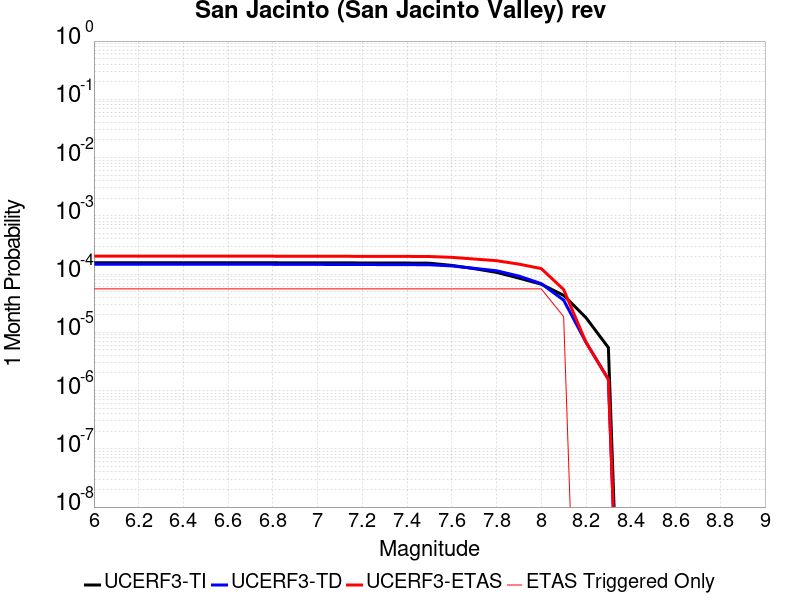 San Jacinto (San Jacinto Valley) rev
10^0
10^-1
10^-2
10^-3
10^-4
10^-5
10^-6
10^-7
10^-8
1 Month Probability
6 6.2 6.4 6.6 6.8 7 7.2 7.4 7.6 7.8 8 8.2 8.4 8.6 8.8 9
Magnitude
UCERF3-TI UCERF3-TD UCERF3-ETAS ETAS Triggered Only